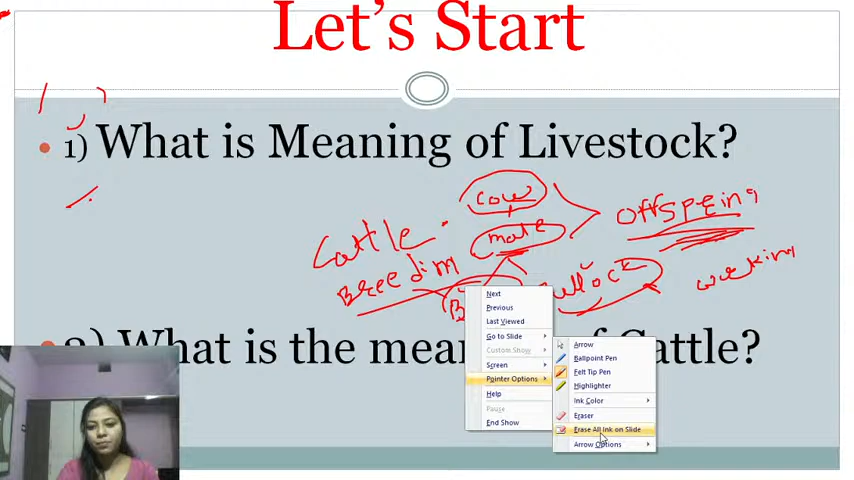 Let's Start
1) What is Meaning of Livestock?
cow
male
Offspring
Cattle
Breeding
Bullock
working
2) What is the mea of Cattle?
Next
Previous
Last Viewed
Go to Slide
Custom Show
Screen
Pointer Options
Help
Pause
End Show
Arrow
Ballpoint Pen
Felt Tip Pen
Highlighter
Ink Color
Eraser
Erase All Ink on Slide
Arrow Options